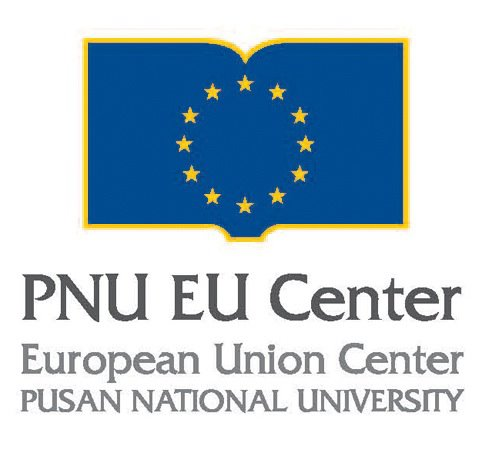 PNU EU Center
European Union Center
PUSAN NATIONAL UNIVERSITY